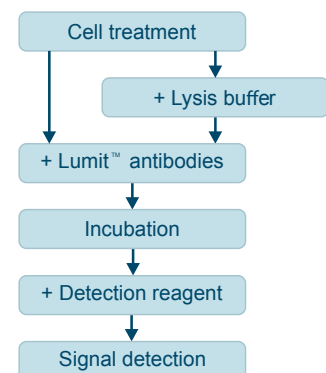 Cell treatment
+ Lysis buffer
+ Lumit™ antibodies
Incubation
+ Detection reagent
Signal detection